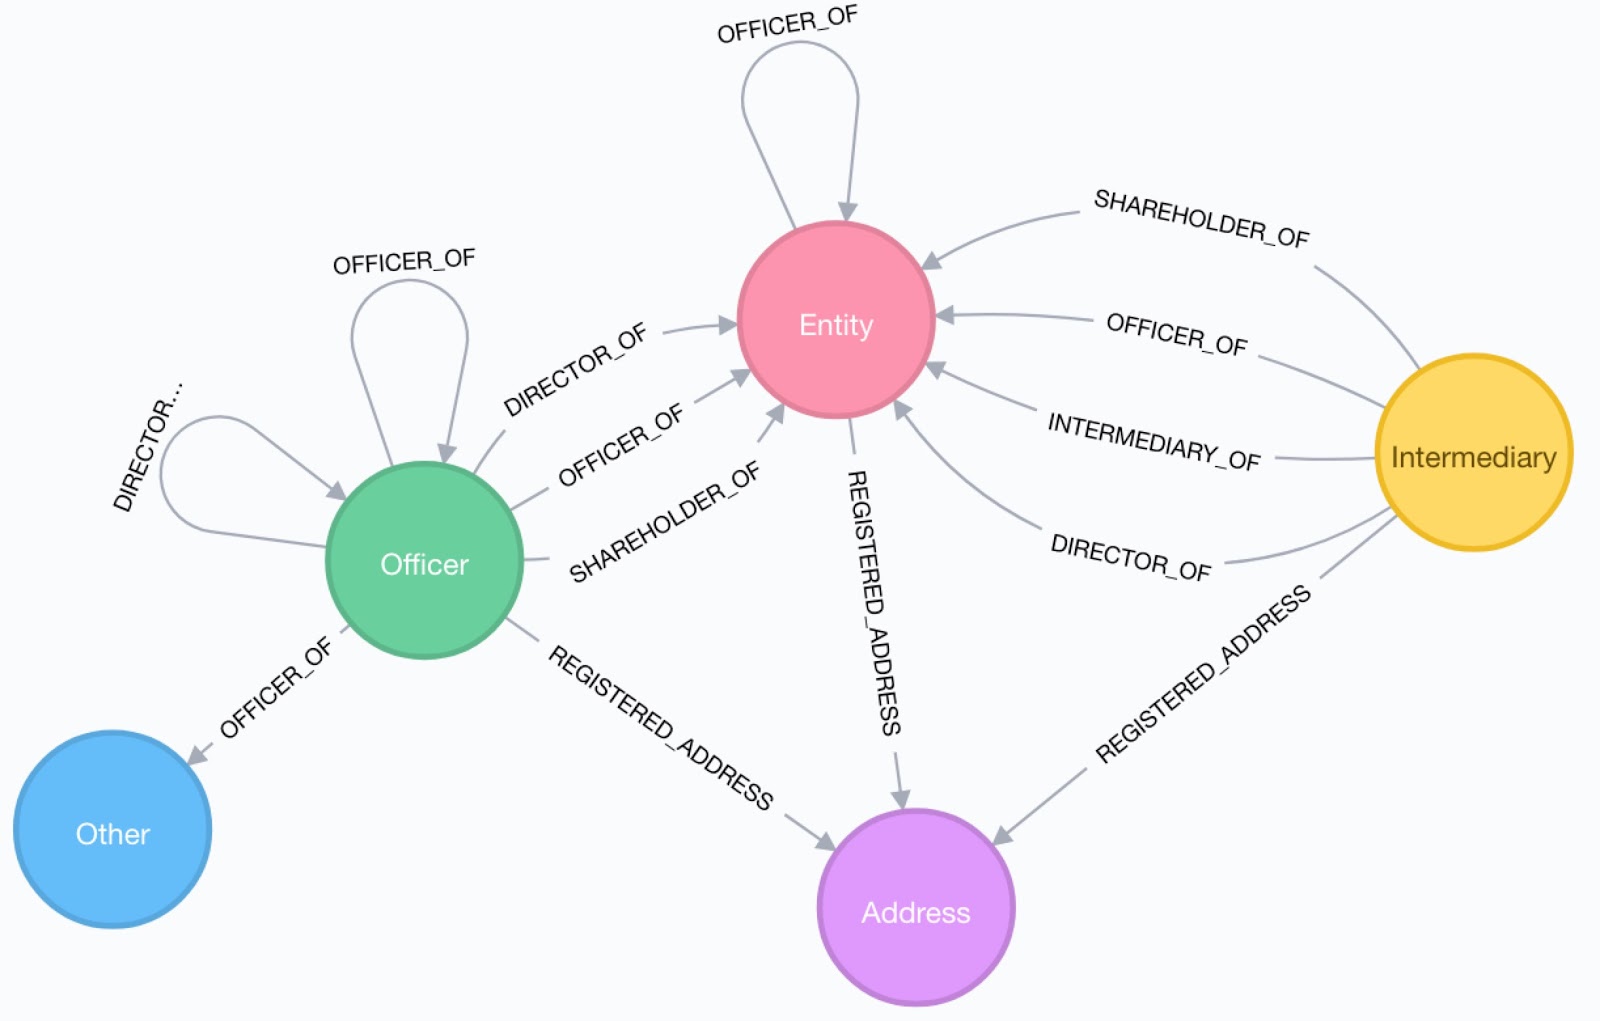 OFFICER_OF
SHAREHOLDER_OF
OFFICER_OF
Entity
OFFICER_OF
DIRECTOR_OF
INTERMEDIARY_OF
Intermediary
DIRECTOR...
OFFICER_OF
SHAREHOLDER_OF
DIRECTOR_OF
Officer
REGISTERED_ADDRESS
REGISTERED_ADDRESS
OFFICER_OF
REGISTERED_ADDRESS
Other
Address